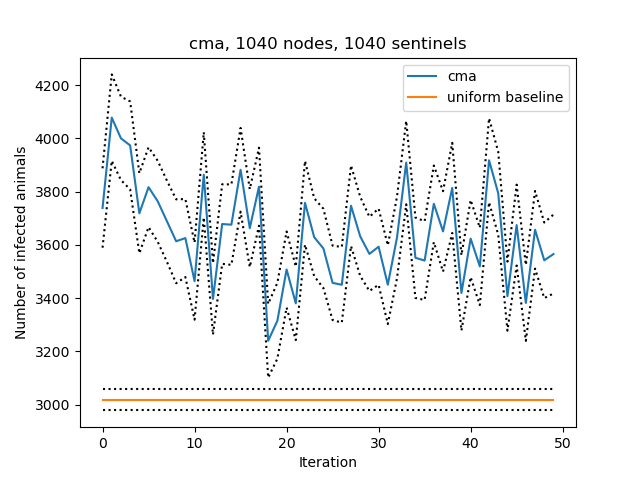 cma, 1040 nodes, 1040 sentinels
cma
uniform baseline
Number of infected animals
4200
4000
3800
3600
3400
3200
3000
0 10 20 30 40 50
Iteration